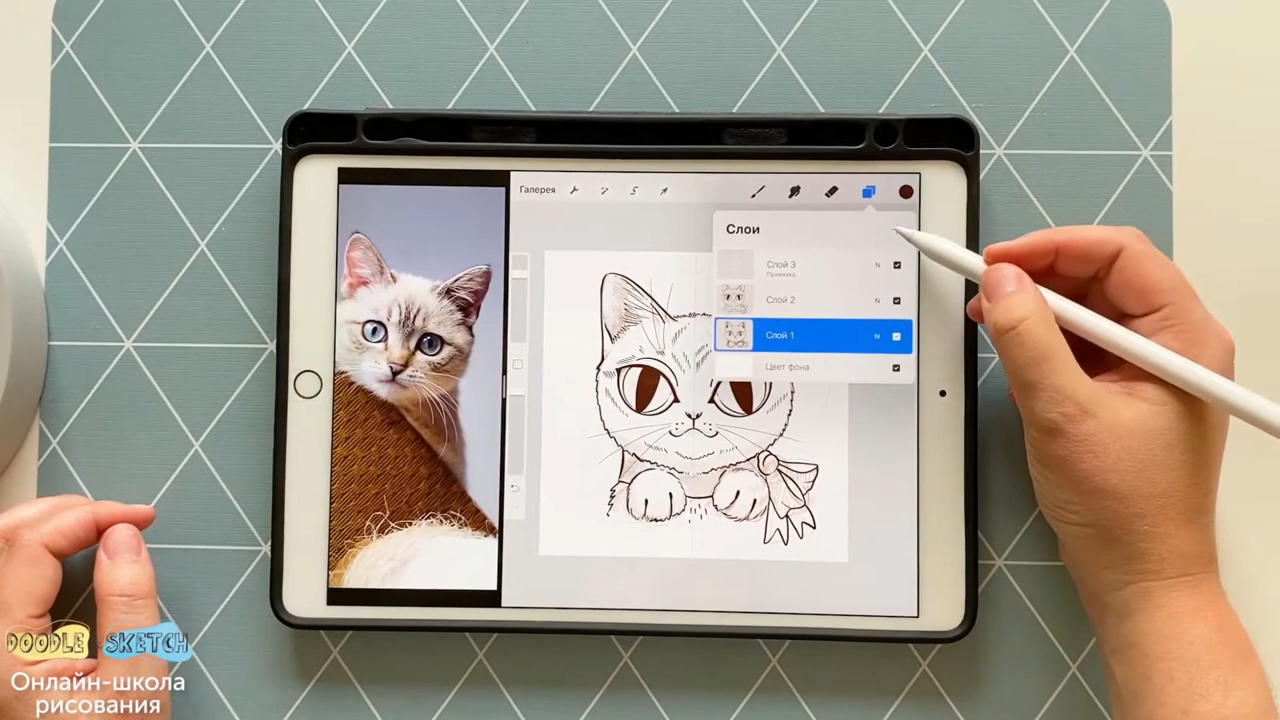 Галерея
Слои
Слой 3
Привязка
N
Слой 2
N
Слой 1
N
Цвет фона
DOODLE SKETCH
Онлайн-школа
рисования